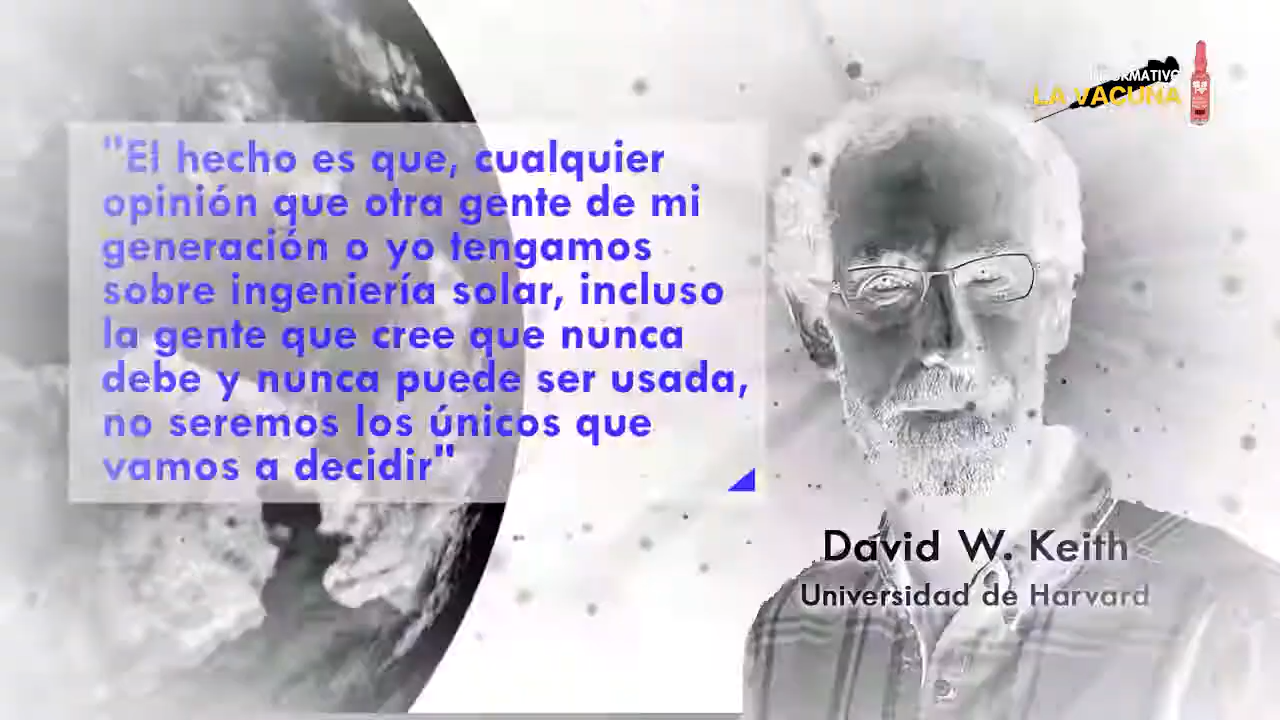 "El hecho es que, cualquier
opinión que otra gente de mi
generación o yo tengamos
sobre ingeniería solar, incluso
la gente que cree que nunca
debe y nunca puede ser usada,
no seremos los únicos que
vamos a decidir"
INFORMATIVO
LA VACUNA
David W. Keith
Universidad de Harvard